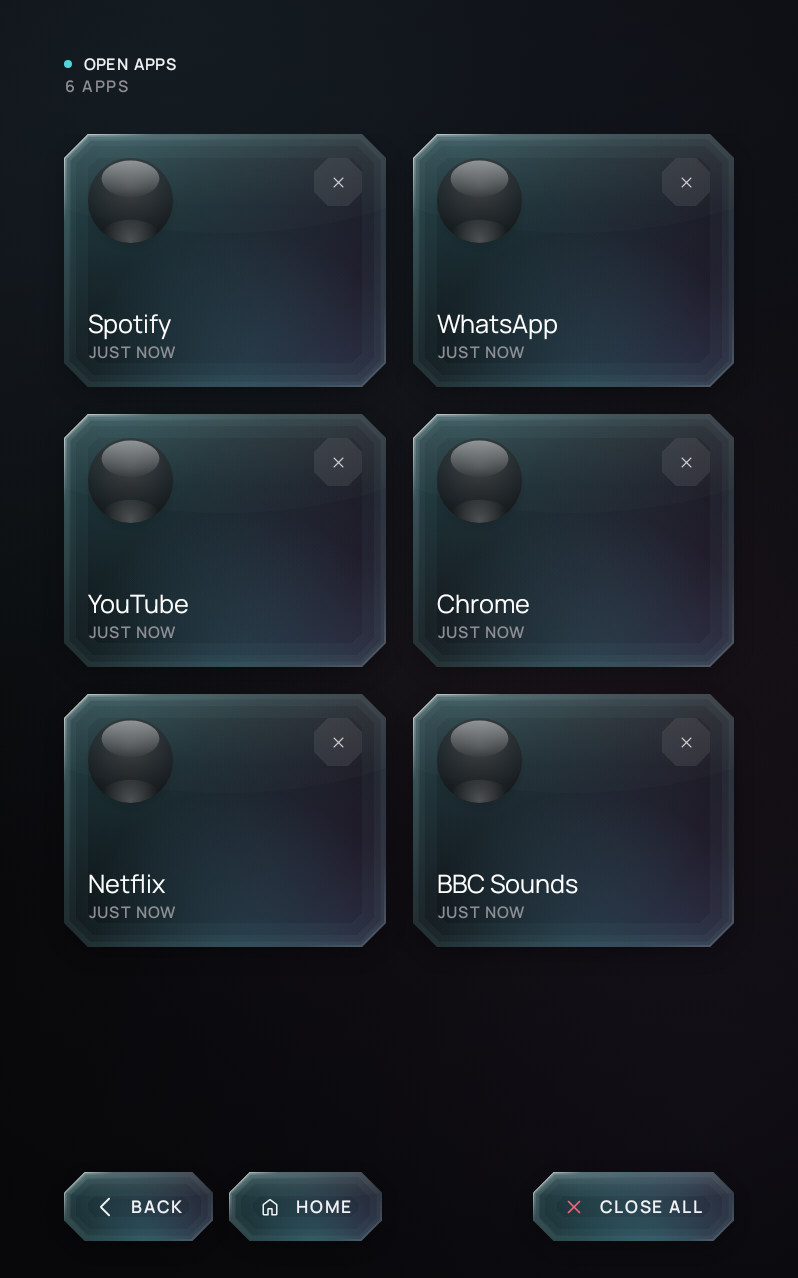 OPEN APPS
6 APPS
Spotify
JUST NOW
WhatsApp
JUST NOW
YouTube
JUST NOW
Chrome
JUST NOW
Netflix
JUST NOW
BBC Sounds
JUST NOW
BACK
HOME
CLOSE ALL